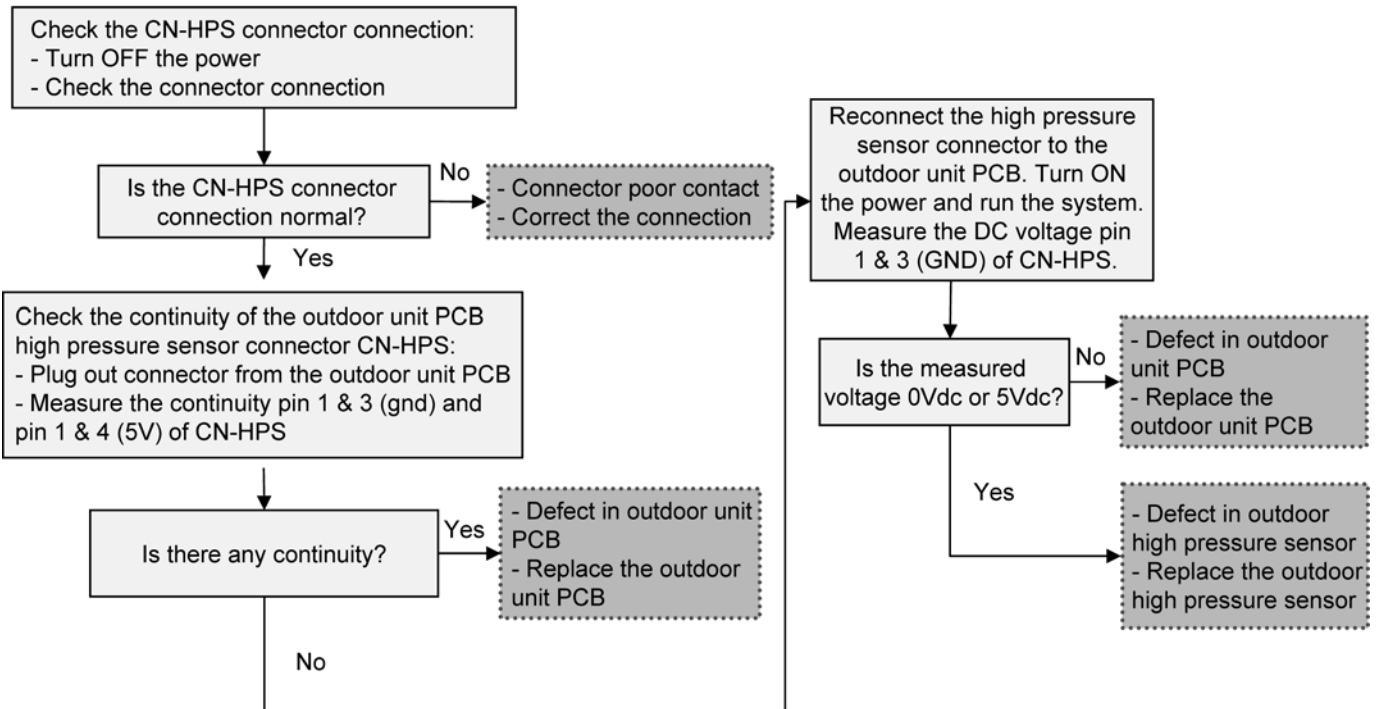 Check the CN-HPS connector connection:
- Turn OFF the power
- Check the connector connection
Is the CN-HPS connector
connection normal?
No
- Connector poor contact
- Correct the connection
Yes
Check the continuity of the outdoor unit PCB
high pressure sensor connector CN-HPS:
- Plug out connector from the outdoor unit PCB
- Measure the continuity pin 1 & 3 (gnd) and
pin 1 & 4 (5V) of CN-HPS
Is there any continuity?
Yes
- Defect in outdoor unit
PCB
- Replace the outdoor
unit PCB
No
Reconnect the high pressure
sensor connector to the
outdoor unit PCB. Turn ON
the power and run the system.
Measure the DC voltage pin
1 & 3 (GND) of CN-HPS.
Is the measured
voltage 0Vdc or 5Vdc?
No
- Defect in outdoor
unit PCB
- Replace the
outdoor unit PCB
Yes
- Defect in outdoor
high pressure sensor
- Replace the outdoor
high pressure sensor